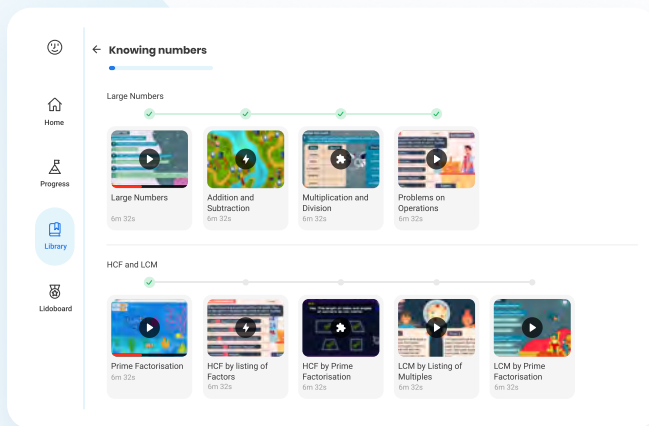 Knowing numbers
Large Numbers
Home
Progress
Library
Lidoboard
Large Numbers
6m 32s
Addition and
Subtraction
6m 32s
Multiplication and
Division
6m 32s
Problems on
Operations
6m 32s
HCF and LCM
Prime Factorisation
6m 32s
HCF by listing of
Factors
6m 32s
HCF by Prime
Factorisation
6m 32s
LCM by Listing of
Multiples
6m 32s
LCM by Prime
Factorisation
6m 32s